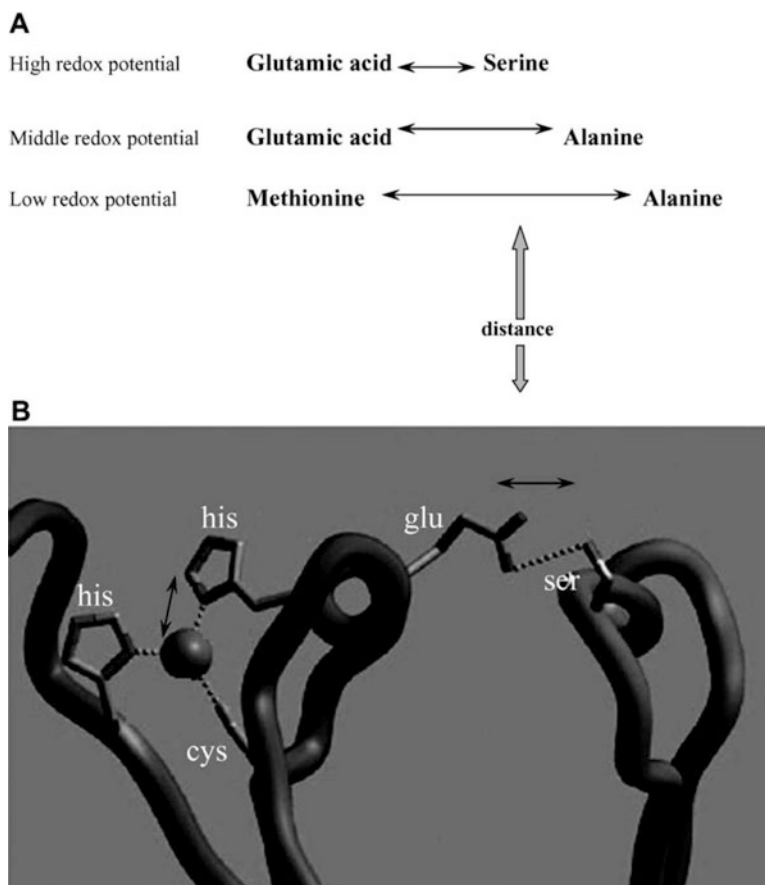 A
High redox potential Glutamic acid Serine
Middle redox potential Glutamic acid Alanine
Low redox potential Methionine Alanine
distance
B
his glu
his ser
cys